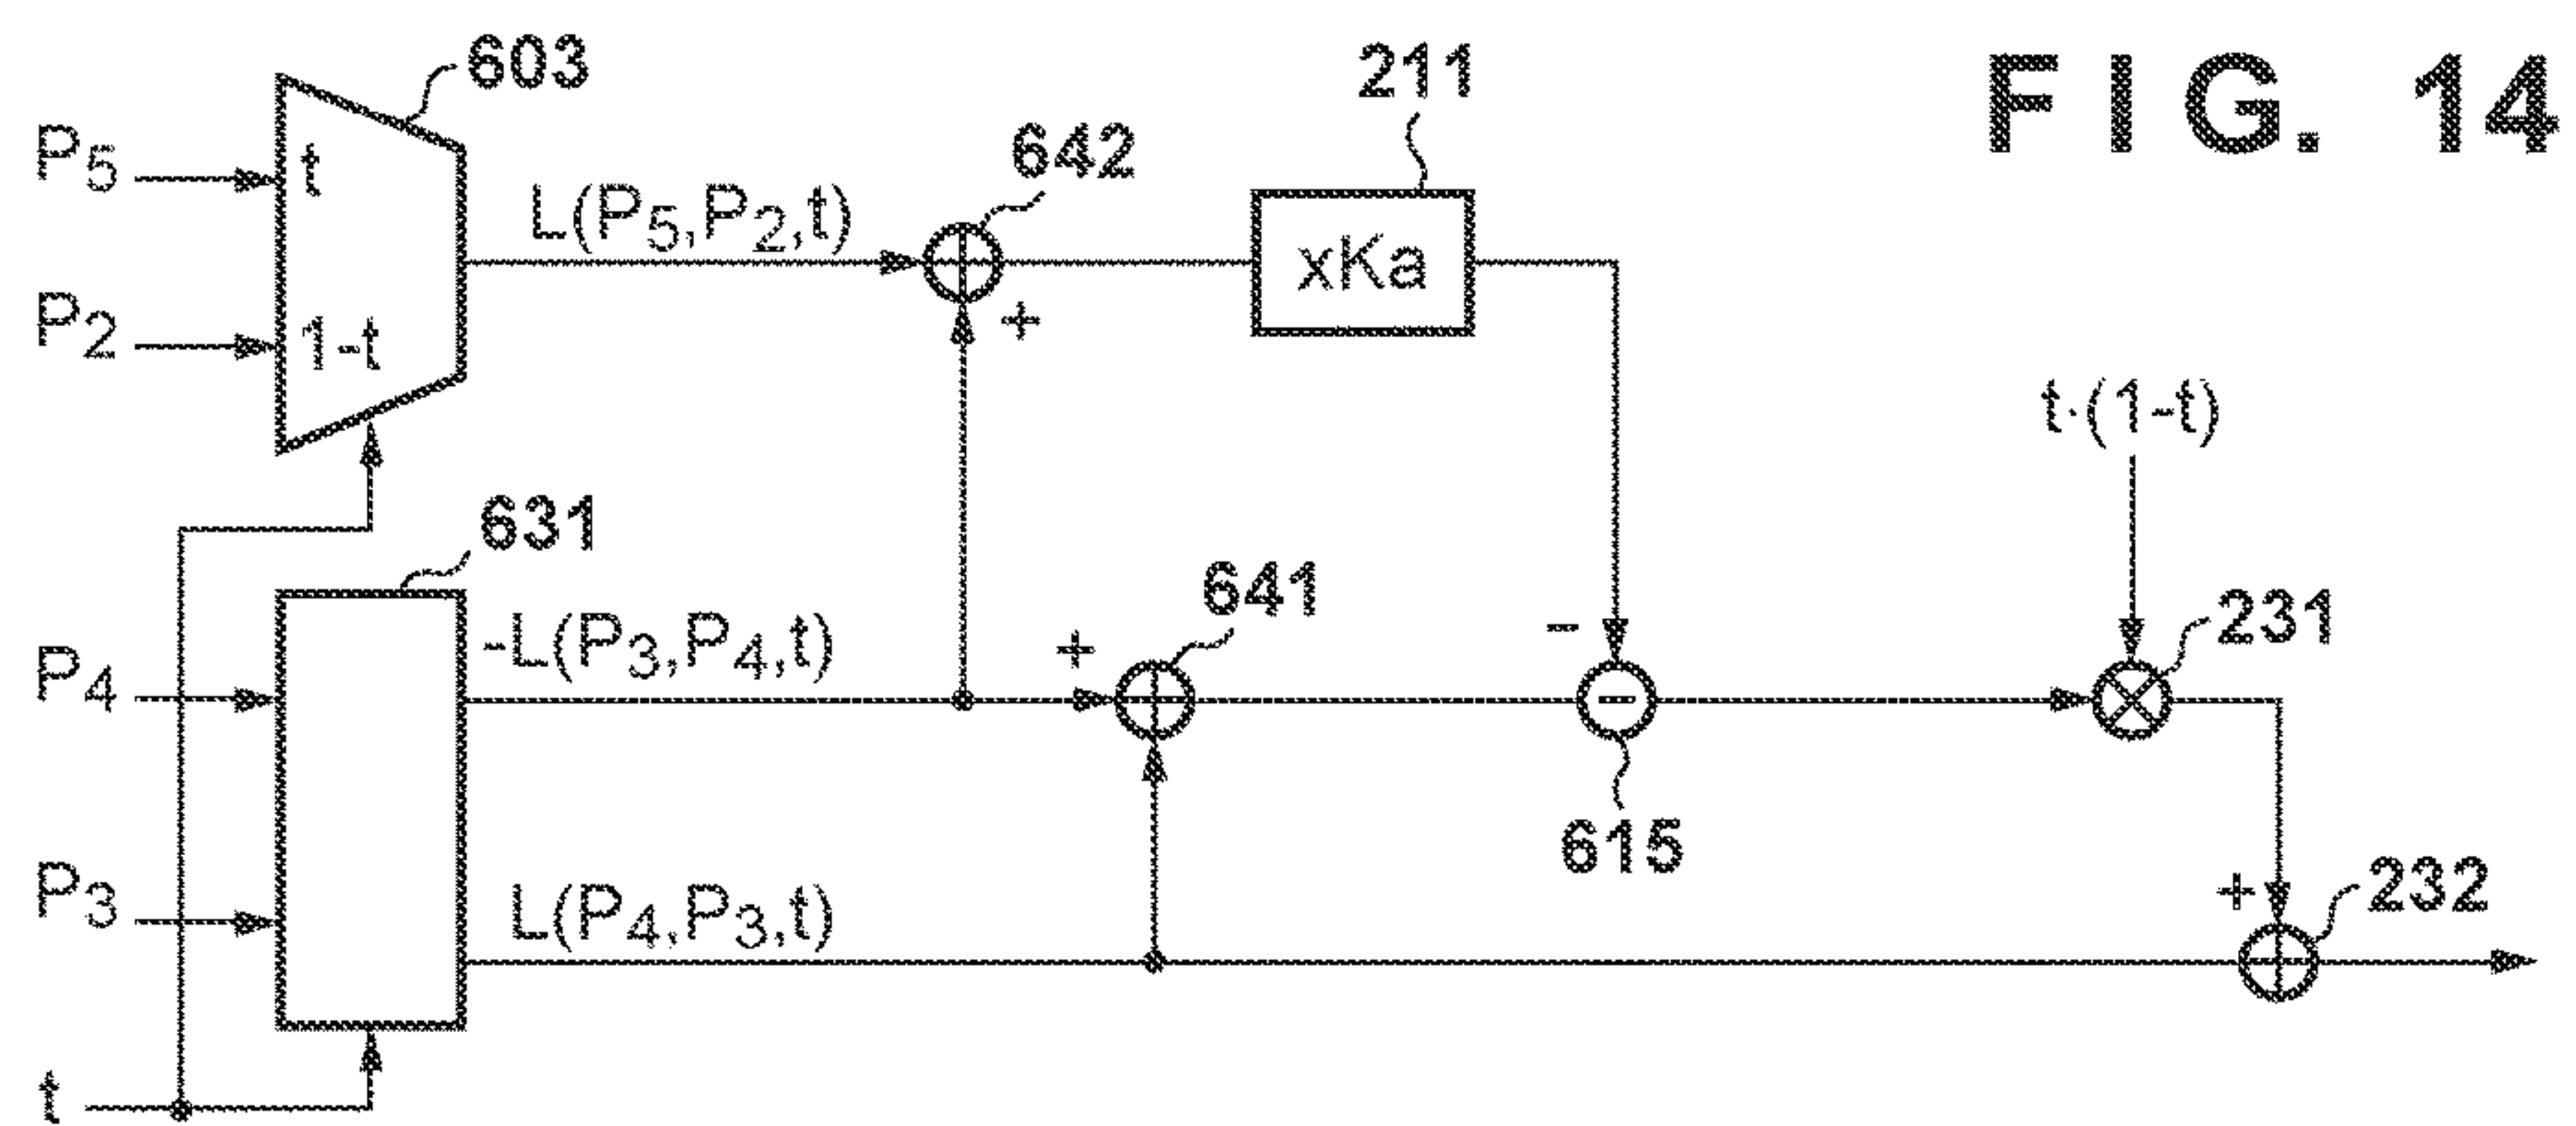 FIG. 14
603
211
642
P5
t
L(P5,P2,t)
xKa
P2
1-t
+
t·(1-t)
631
641
-L(P3,P4,t)
+
-
231
P4
-
615
P3
L(P4,P3,t)
+
232
t